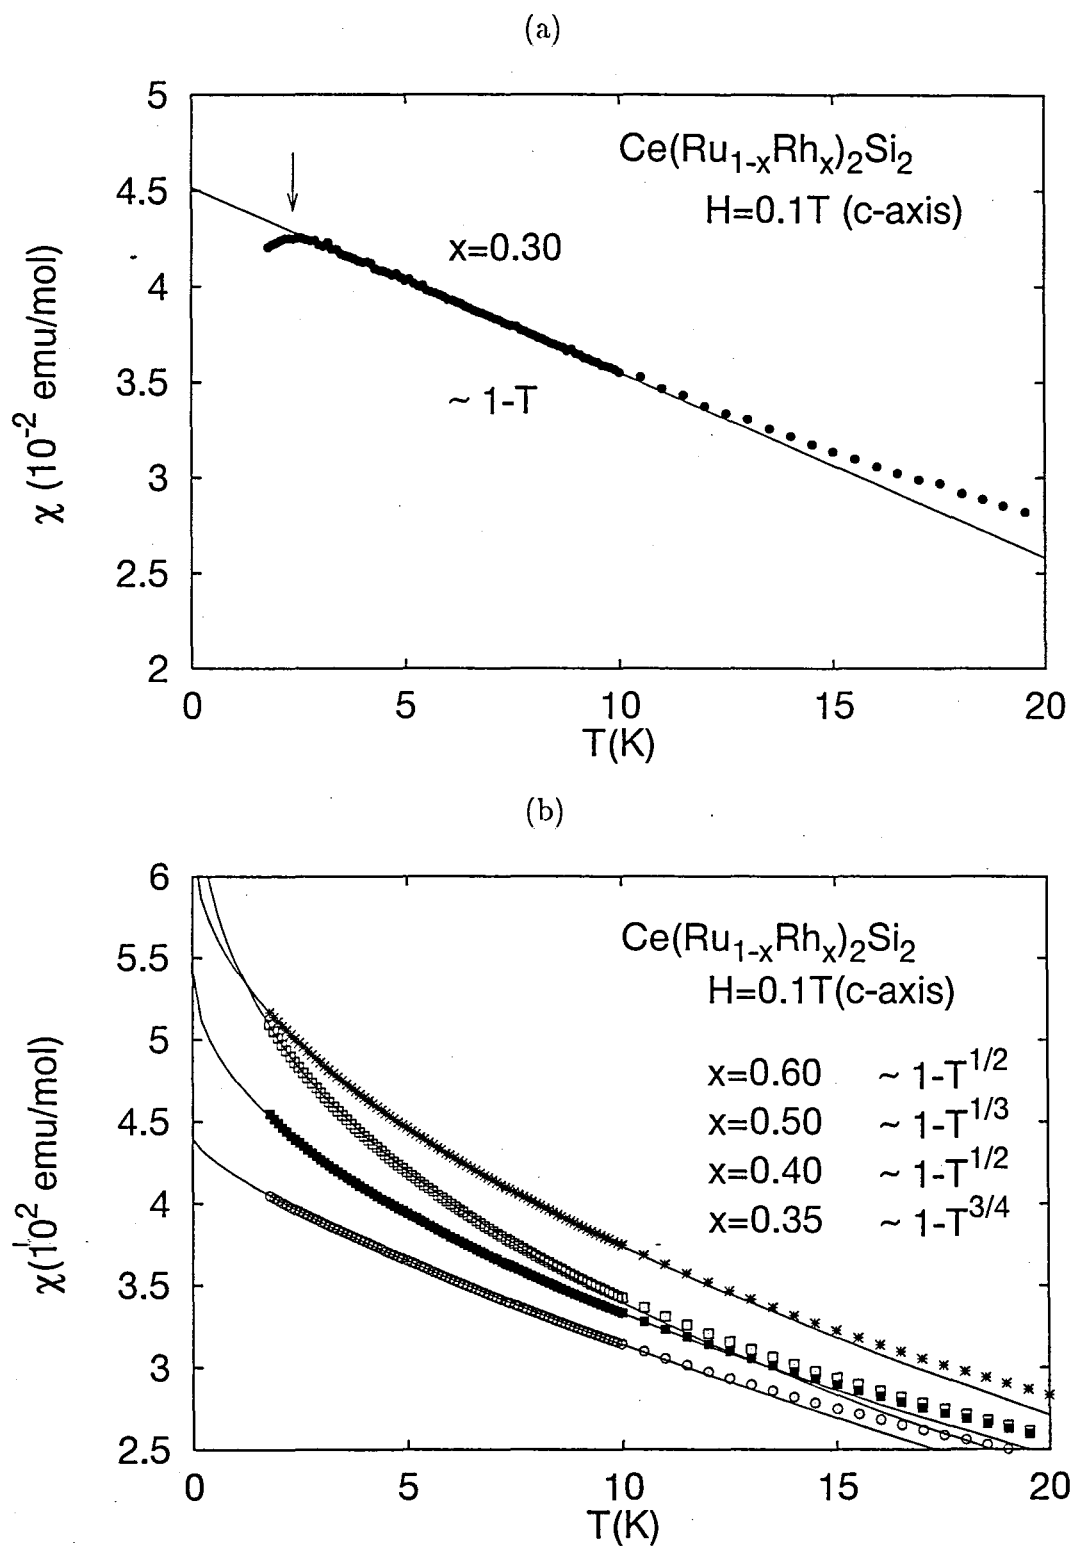 (a)
5
4.5
4
3.5
3
2.5
2
χ (10⁻² emu/mol)
Ce(Ru₁₋ₓRhₓ)₂Si₂
H=0.1T (c-axis)
x=0.30
~ 1-T
0 5 10 15 20
T(K)
(b)
6
5.5
5
4.5
4
3.5
3
2.5
χ(10² emu/mol)
Ce(Ru₁₋ₓRhₓ)₂Si₂
H=0.1T(c-axis)
x=0.60 ~ 1-T^1/2
x=0.50 ~ 1-T^1/3
x=0.40 ~ 1-T^1/2
x=0.35 ~ 1-T^3/4
0 5 10 15 20
T(K)